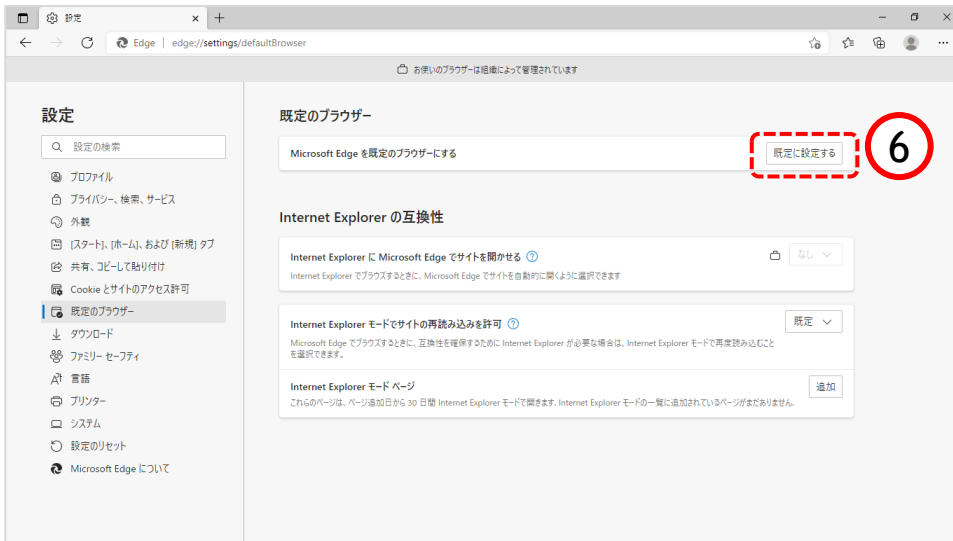 設定
Edge | edge://settings/defaultBrowser
お使いのブラウザーは組織によって管理されています
設定
設定の検索
プロファイル
プライバシー、検索、サービス
外観
[スタート]、[ホーム]、および [新規] タブ
共有、コピーして貼り付け
Cookie とサイトのアクセス許可
既定のブラウザー
ダウンロード
ファミリー セーフティ
言語
プリンター
システム
設定のリセット
Microsoft Edge について
既定のブラウザー
Microsoft Edge を既定のブラウザーにする
既定に設定する
6
Internet Explorer の互換性
Internet Explorer に Microsoft Edge でサイトを開かせる
なし
Internet Explorer でブラウズするときに、Microsoft Edge でサイトを自動的に開くように選択できます
Internet Explorer モードでサイトの再読み込みを許可
既定
Microsoft Edge でブラウズするときに、互換性を確保するために Internet Explorer が必要な場合は、Internet Explorer モードで再度読み込むこと
を選択できます。
Internet Explorer モード ページ
追加
これらのページは、ページ追加日から 30 日間 Internet Explorer モードで開きます. Internet Explorer モードの一覧に追加されているページがまだありません.